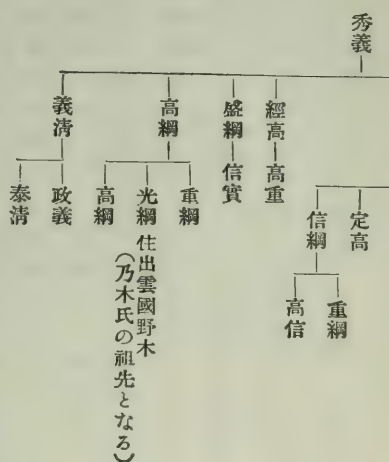 秀義
經高
高重
盛綱
信實
高綱
義淸
定高
信綱
重綱
高信
重綱
光綱 住出雲國野木
(乃木氏の祖先となる)
高綱
政義
泰淸